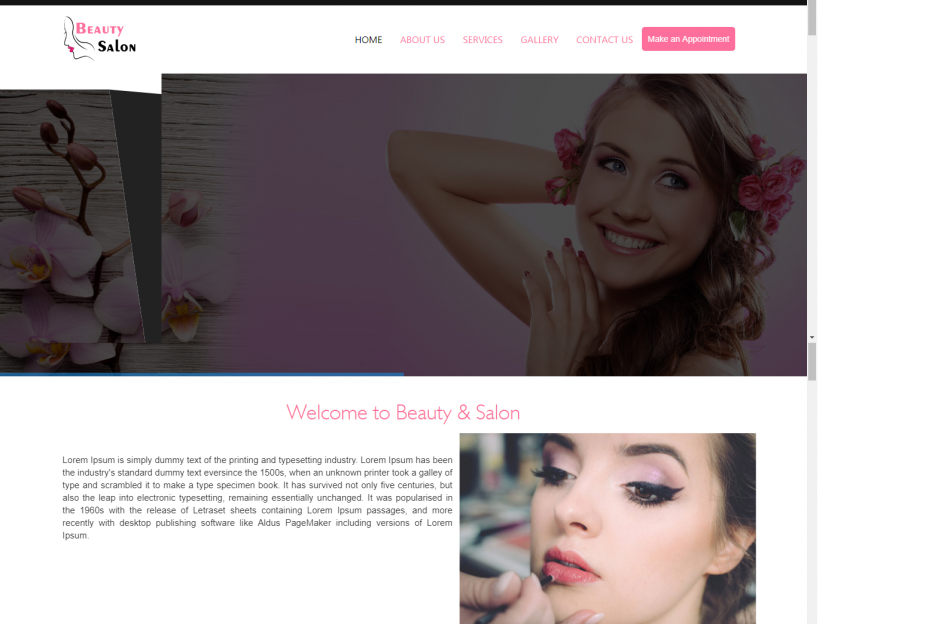 Beauty
Salon
HOME
ABOUT US
SERVICES
GALLERY
CONTACT US
Make an Appointment
Welcome to Beauty & Salon
Lorem Ipsum is simply dummy text of the printing and typesetting industry. Lorem Ipsum has been
the industry's standard dummy text eversince the 1500s, when an unknown printer took a galley of
type and scrambled it to make a type specimen book. It has survived not only five centuries, but
also the leap into electronic typesetting, remaining essentially unchanged. It was popularised in
the 1960s with the release of Letraset sheets containing Lorem Ipsum passages, and more
recently with desktop publishing software like Aldus PageMaker including versions of Lorem
Ipsum.